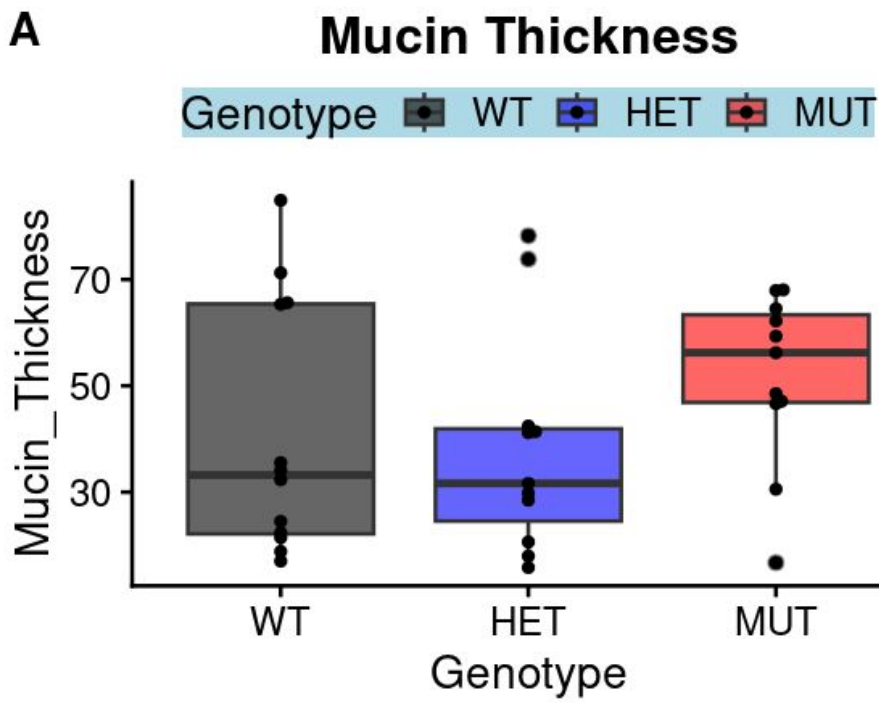 A
Mucin Thickness
Genotype WT HET MUT
Mucin_Thickness
70
50
30
WT HET MUT
Genotype